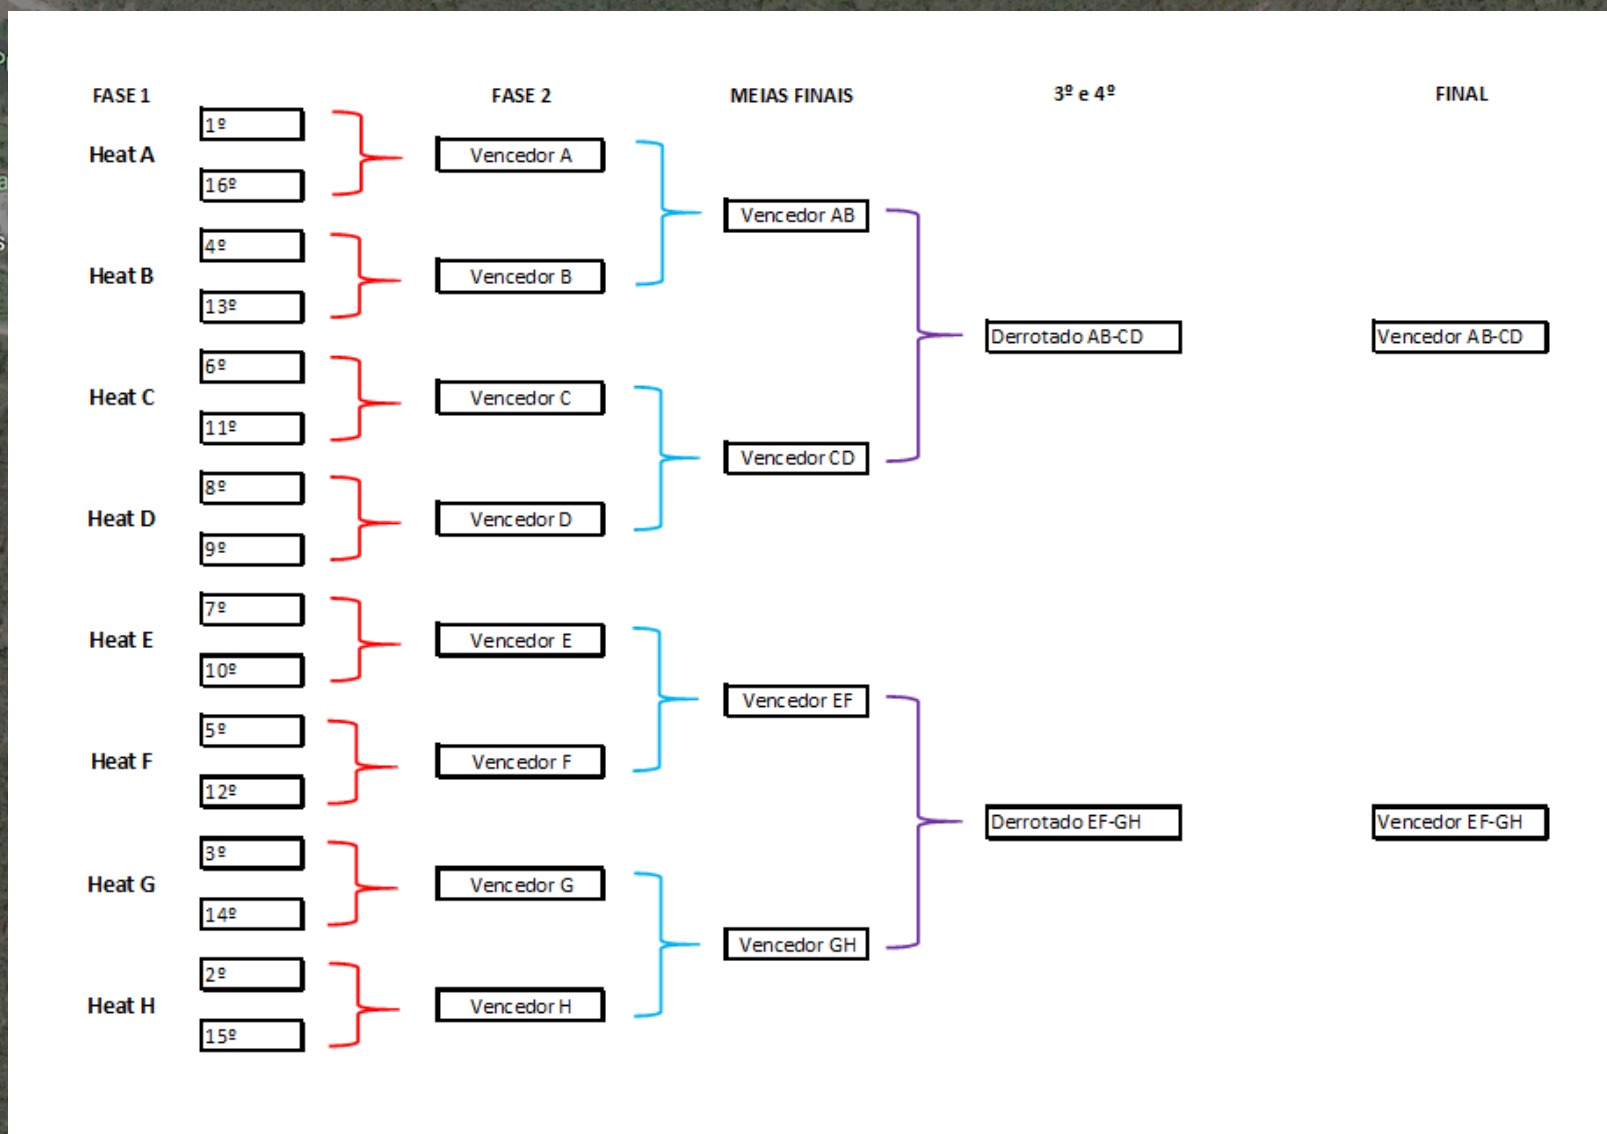 FASE 1
FASE 2
MEIAS FINAIS
3º e 4º
FINAL
1º
Heat A
Vencedor A
16º
Vencedor AB
4º
Heat B
Vencedor B
13º
Derrotado AB-CD
Vencedor AB-CD
6º
Heat C
Vencedor C
11º
Vencedor CD
8º
Heat D
Vencedor D
9º
7º
Heat E
Vencedor E
10º
Vencedor EF
5º
Heat F
Vencedor F
12º
Derrotado EF-GH
Vencedor EF-GH
3º
Heat G
Vencedor G
14º
Vencedor GH
2º
Heat H
Vencedor H
15º